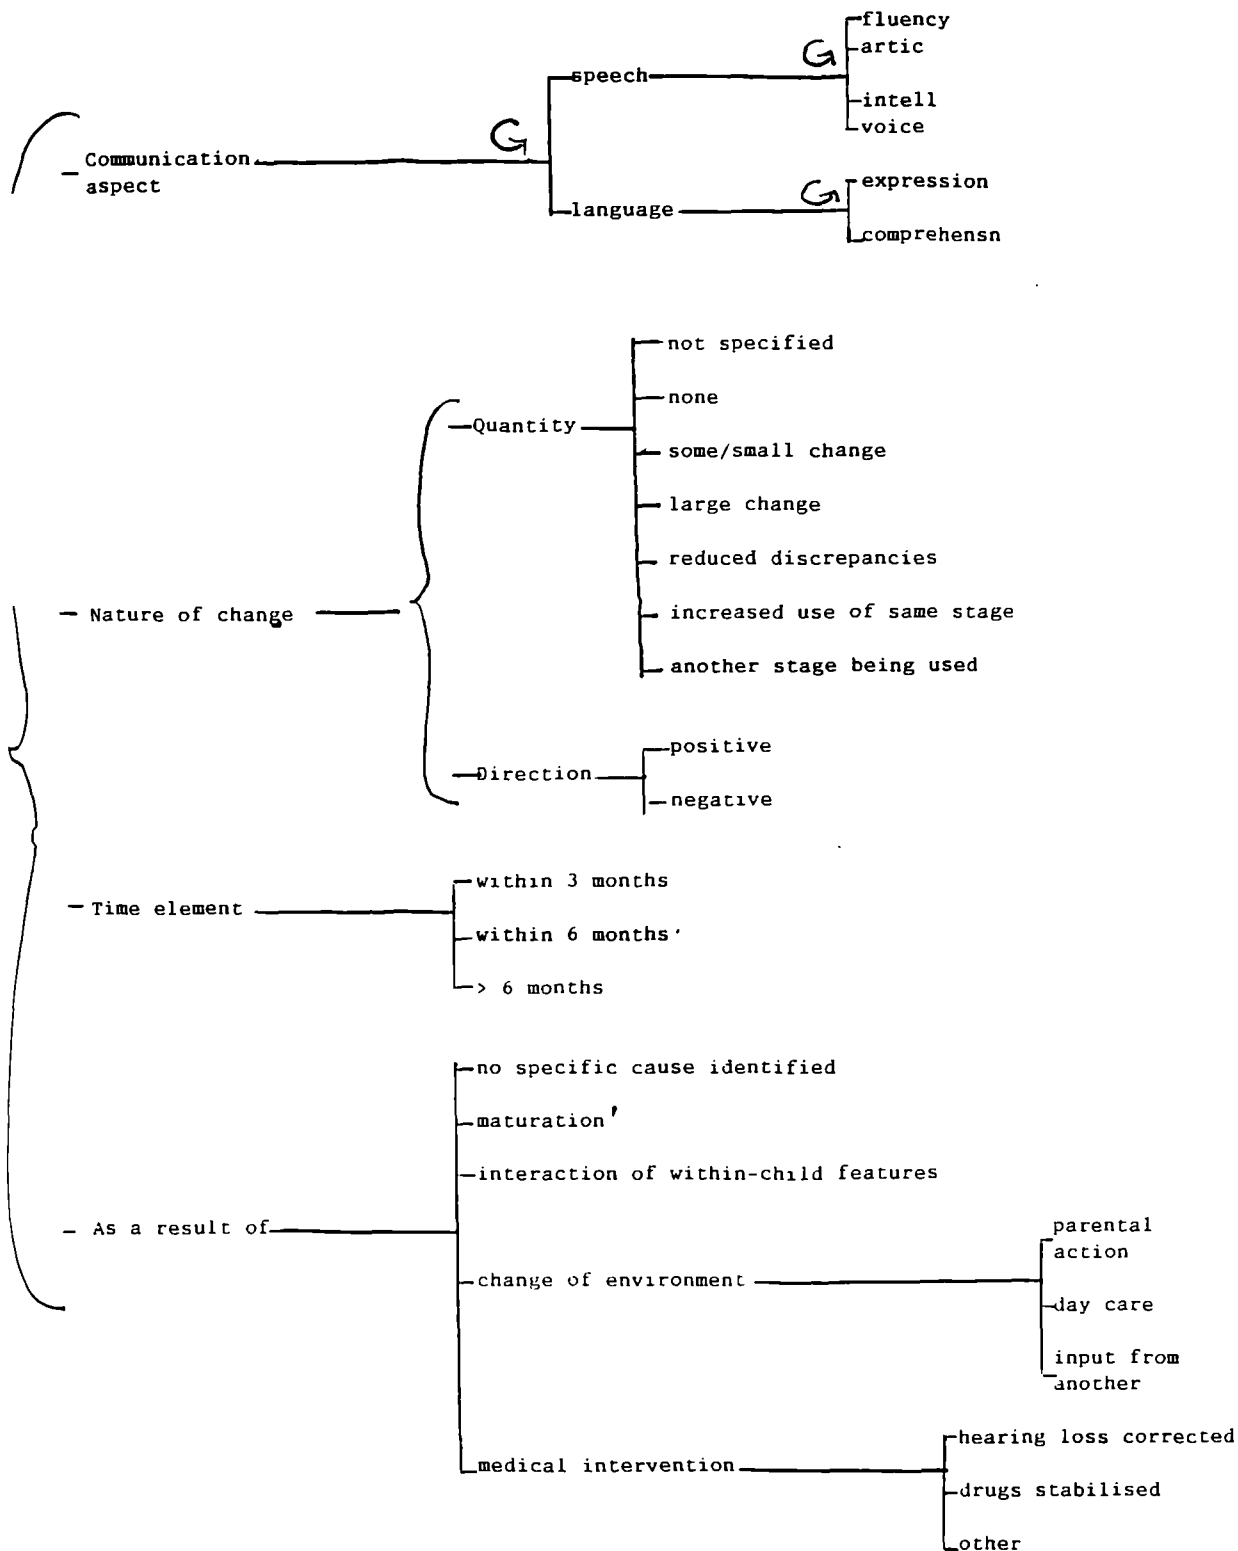 fluency
artic
G
speech
intell
voice
G
Communication
aspect
G
expression
language
comprehensn
not specified
none
Quantity
some/small change
large change
reduced discrepancies
increased use of same stage
Nature of change
another stage being used
positive
Direction
negative
within 3 months
Time element
within 6 months
> 6 months
no specific cause identified
maturation'
interaction of within-child features
As a result of
parental
action
change of environment
day care
input from
another
hearing loss corrected
medical intervention
drugs stabilised
other